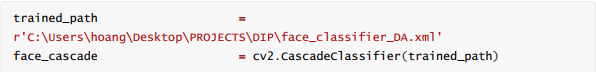 trained_path =
r'C:\Users\hoang\Desktop\PROJECTS\DIP\face_classifier_DA.xml'
face_cascade = cv2.CascadeClassifier(trained_path)